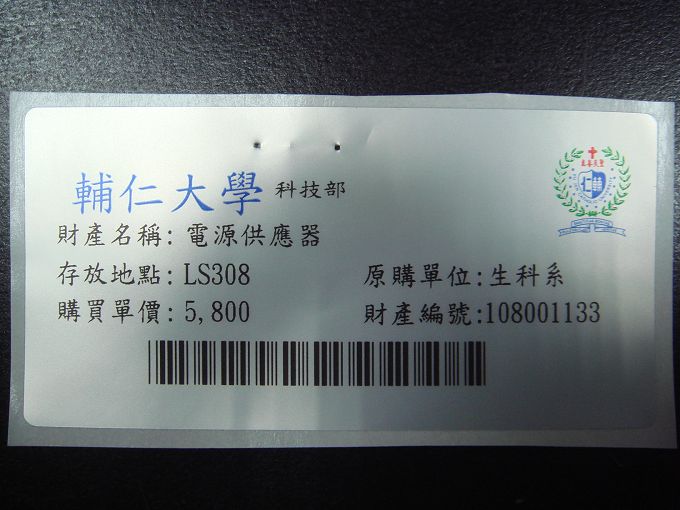 輔仁大學 科技部
財產名稱: 電源供應器
存放地點: LS308 原購單位: 生科系
購買單價: 5,800 財產編號:108001133